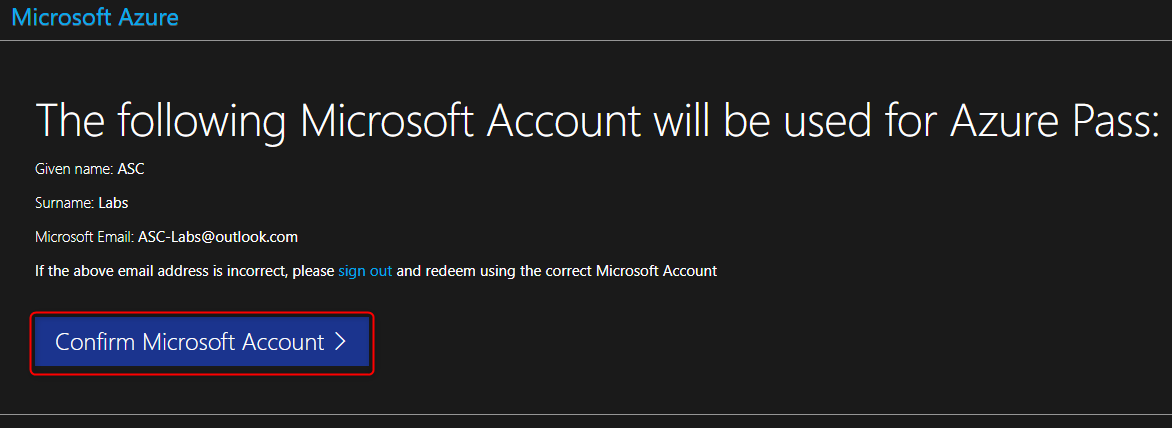 Microsoft Azure
The following Microsoft Account will be used for Azure Pass:
Given name: ASC
Surname: Labs
Microsoft Email: ASC-Labs@outlook.com
If the above email address is incorrect, please sign out and redeem using the correct Microsoft Account
Confirm Microsoft Account